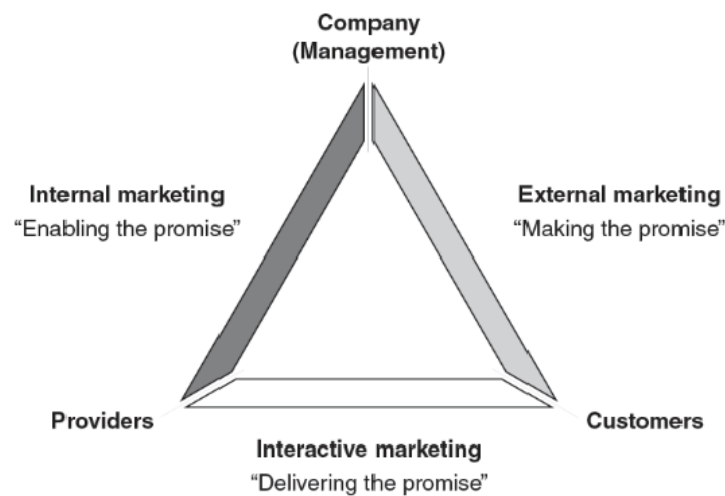 Company
(Management)
Internal marketing
“Enabling the promise”
External marketing
“Making the promise”
Providers
Customers
Interactive marketing
“Delivering the promise”